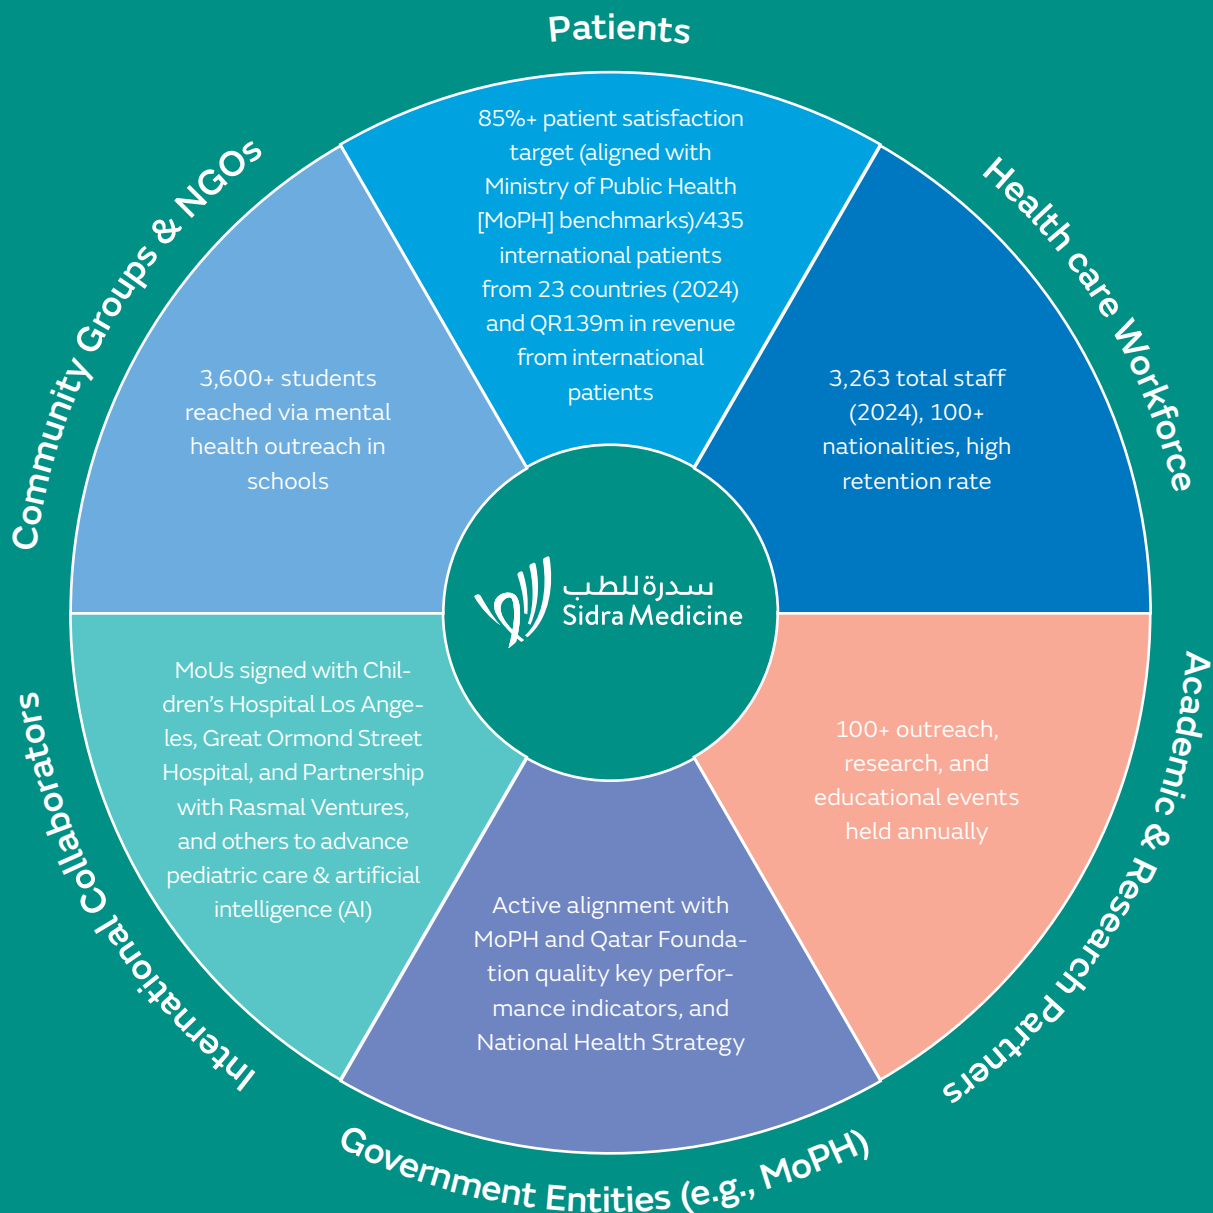 Patients
85%+ patient satisfaction
target (aligned with
Ministry of Public Health
[MoPH] benchmarks)/435
international patients
from 23 countries (2024)
and QR139m in revenue
from international
patients
Health care Workforce
3,263 total staff
(2024), 100+
nationalities, high
retention rate
Academic & Research Partners
100+ outreach,
research, and
educational events
held annually
Government Entities (e.g., MoPH)
Active alignment with
MoPH and Qatar Founda-
tion quality key perfor-
mance indicators, and
National Health Strategy
International Collaborators
MoUs signed with Chil-
dren's Hospital Los Ange-
les, Great Ormond Street
Hospital, and Partnership
with Rasmal Ventures,
and others to advance
pediatric care & artificial
intelligence (AI)
Community Groups & NGOs
3,600+ students
reached via mental
health outreach in
schools
سدرة للطب
Sidra Medicine